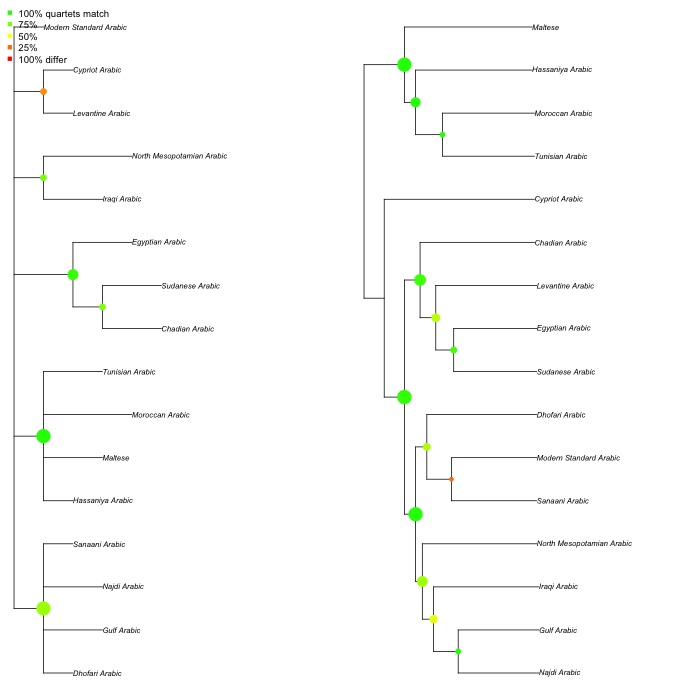 100% quartets match
75%
Modern Standard Arabic
50%
25%
100% differ
Cypriot Arabic
Levantine Arabic
North Mesopotamian Arabic
Iraqi Arabic
Egyptian Arabic
Sudanese Arabic
Chadian Arabic
Tunisian Arabic
Moroccan Arabic
Maltese
Hassaniya Arabic
Sanaani Arabic
Najdi Arabic
Gulf Arabic
Dhofari Arabic
Maltese
Hassaniya Arabic
Moroccan Arabic
Tunisian Arabic
Cypriot Arabic
Chadian Arabic
Levantine Arabic
Egyptian Arabic
Sudanese Arabic
Dhofari Arabic
Modern Standard Arabic
Sanaani Arabic
North Mesopotamian Arabic
Iraqi Arabic
Gulf Arabic
Najdi Arabic